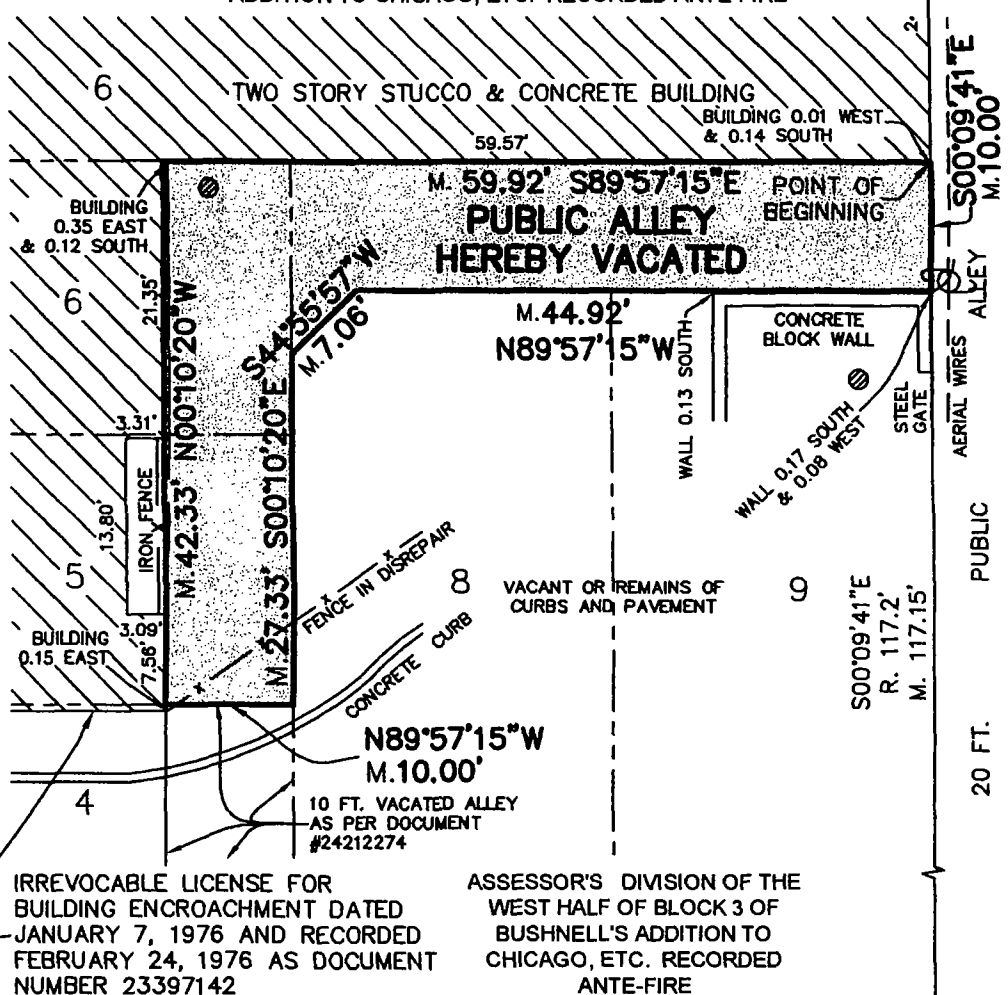 ADDITION TO CHICAGO, ETC. RECORDED ANTE-FIRE
2'
6
TWO STORY STUCCO & CONCRETE BUILDING
BUILDING 0.01 WEST
& 0.14 SOUTH
59.57'
S00°09'41"E
M.10.00'
M. 59.92' S89°57'15"E
POINT OF
BEGINNING
PUBLIC ALLEY
HEREBY VACATED
BUILDING
0.35 EAST
& 0.12 SOUTH
21.35'
6
S44°55'57"W
M.7.06'
M.44.92'
N89°57'15"W
WALL 0.13 SOUTH
CONCRETE
BLOCK WALL
STEEL
GATE
WALL 0.17 SOUTH
& 0.08 WEST
AERIAL WIRES
20 FT. PUBLIC ALLEY
3.31'
M.42.33' N00°10'20"W
M.27.33' S00°10'20"E
IRON FENCE
13.80'
5
3.09'
BUILDING
0.15 EAST
7.56'
FENCE IN DISREPAIR
8
VACANT OR REMAINS OF
CURBS AND PAVEMENT
9
S00°09'41"E
R. 117.2'
M. 117.15'
CONCRETE CURB
N89°57'15"W
M.10.00'
4
10 FT. VACATED ALLEY
AS PER DOCUMENT
#24212274
IRREVOCABLE LICENSE FOR
BUILDING ENCROACHMENT DATED
JANUARY 7, 1976 AND RECORDED
FEBRUARY 24, 1976 AS DOCUMENT
NUMBER 23397142
ASSESSOR'S DIVISION OF THE
WEST HALF OF BLOCK 3 OF
BUSHNELL'S ADDITION TO
CHICAGO, ETC. RECORDED
ANTE-FIRE